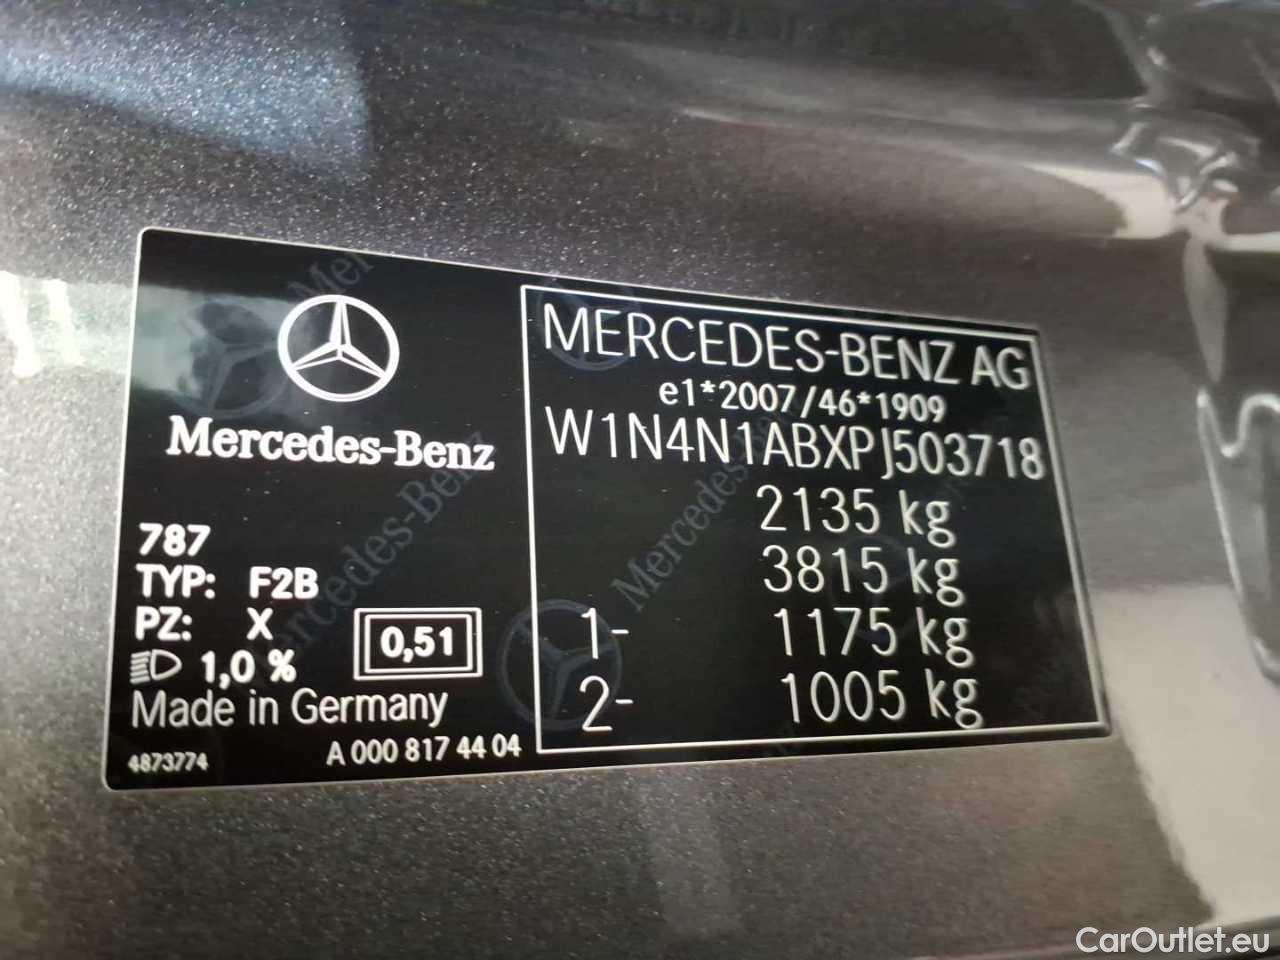 Mercedes-Benz
787
TYP: F2B
PZ: X
1,0 %
0,51
Made in Germany
4873774
A 000 817 44 04
MERCEDES-BENZ AG
e1*2007/46*1909
W1N4N1ABXPJ503718
2135 kg
3815 kg
1- 1175 kg
2- 1005 kg
Mercedes-Benz
CarOutlet.eu